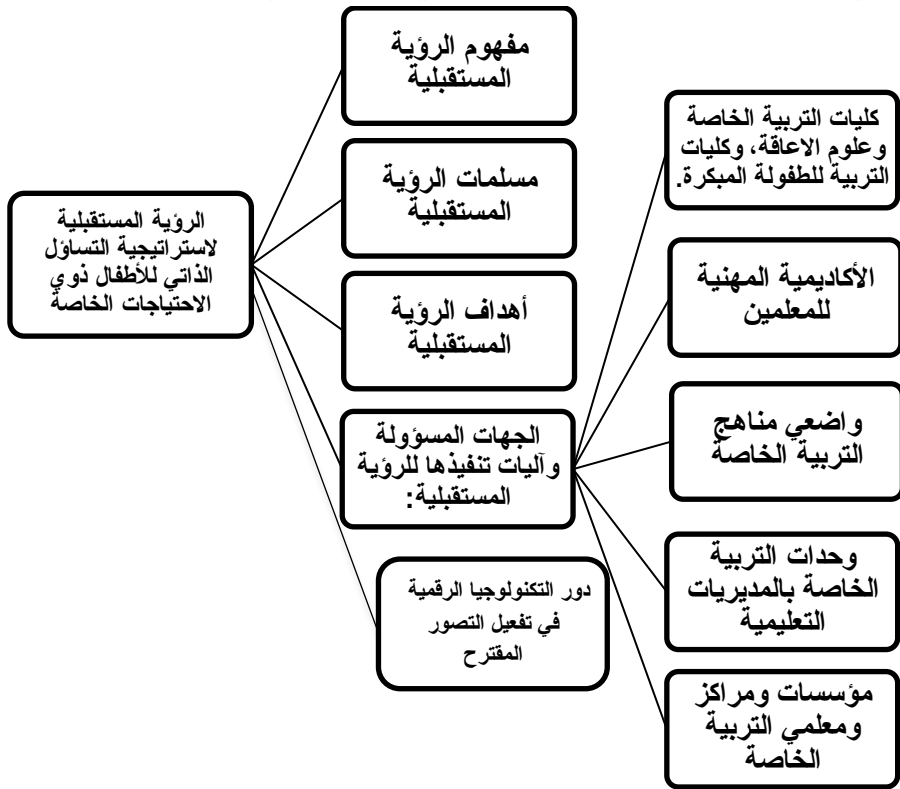 الرؤية المستقبلية
لاستراتيجية التساؤل
الذاتي للأطفال ذوي
الاحتياجات الخاصة
مفهوم الرؤية
المستقبلية
مسلمات الرؤية
المستقبلية
أهداف الرؤية
المستقبلية
الجهات المسؤولة
وآليات تنفيذها للرؤية
المستقبلية:
دور التكنولوجيا الرقمية
في تفعيل التصور
المقترح
كليات التربية الخاصة
وعلوم الاعاقة، وكليات
التربية للطفولة المبكرة.
الأكاديمية المهنية
للمعلمين
واضعي مناهج
التربية الخاصة
وحدات التربية
الخاصة بالمديريات
التعليمية
مؤسسات ومراكز
ومعلمي التربية
الخاصة